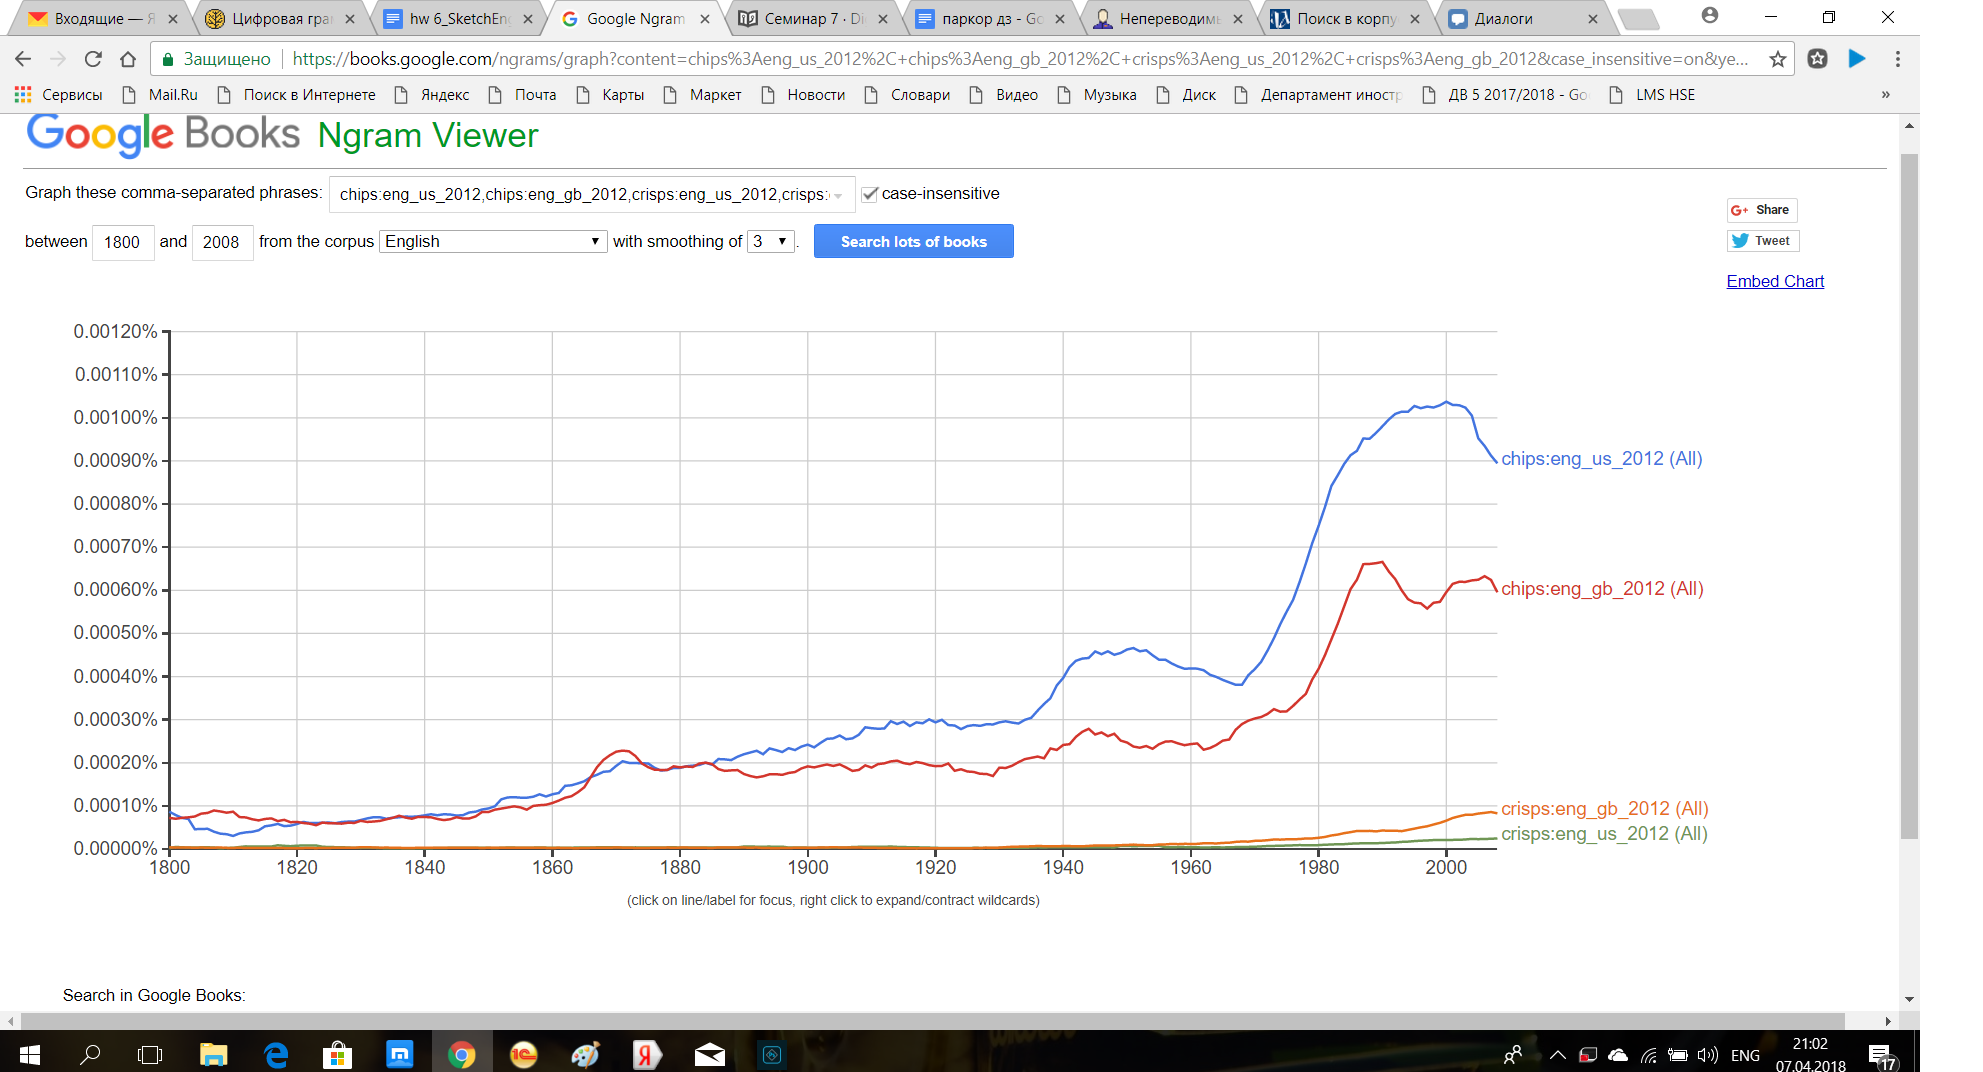 Входящие — Я
Цифровая гра
hw 6_SketchEn
Google Ngram
Семинар 7 · Di
паркор дз - Go
Непереводим
Поиск в корпу
Диалоги
Защищено
https://books.google.com/ngrams/graph?content=chips%3Aeng_us_2012%2C+chips%3Aeng_gb_2012%2C+crisps%3Aeng_us_2012%2C+crisps%3Aeng_gb_2012&case_insensitive=on&ye...
Сервисы
Mail.Ru
Поиск в Интернете
Яндекс
Почта
Карты
Маркет
Новости
Словари
Видео
Музыка
Диск
Департамент иностр
ДВ 5 2017/2018 - Go
LMS HSE
»
Google Books Ngram Viewer
Graph these comma-separated phrases: chips:eng_us_2012,chips:eng_gb_2012,crisps:eng_us_2012,crisps: case-insensitive
between 1800 and 2008 from the corpus English with smoothing of 3 . Search lots of books
G+ Share
Tweet
Embed Chart
0.00120%
0.00110%
0.00100%
0.00090%
0.00080%
0.00070%
0.00060%
0.00050%
0.00040%
0.00030%
0.00020%
0.00010%
0.00000%
chips:eng_us_2012 (All)
chips:eng_gb_2012 (All)
crisps:eng_gb_2012 (All)
crisps:eng_us_2012 (All)
1800 1820 1840 1860 1880 1900 1920 1940 1960 1980 2000
(click on line/label for focus, right click to expand/contract wildcards)
Search in Google Books:
ENG
21:02
07.04.2018
17